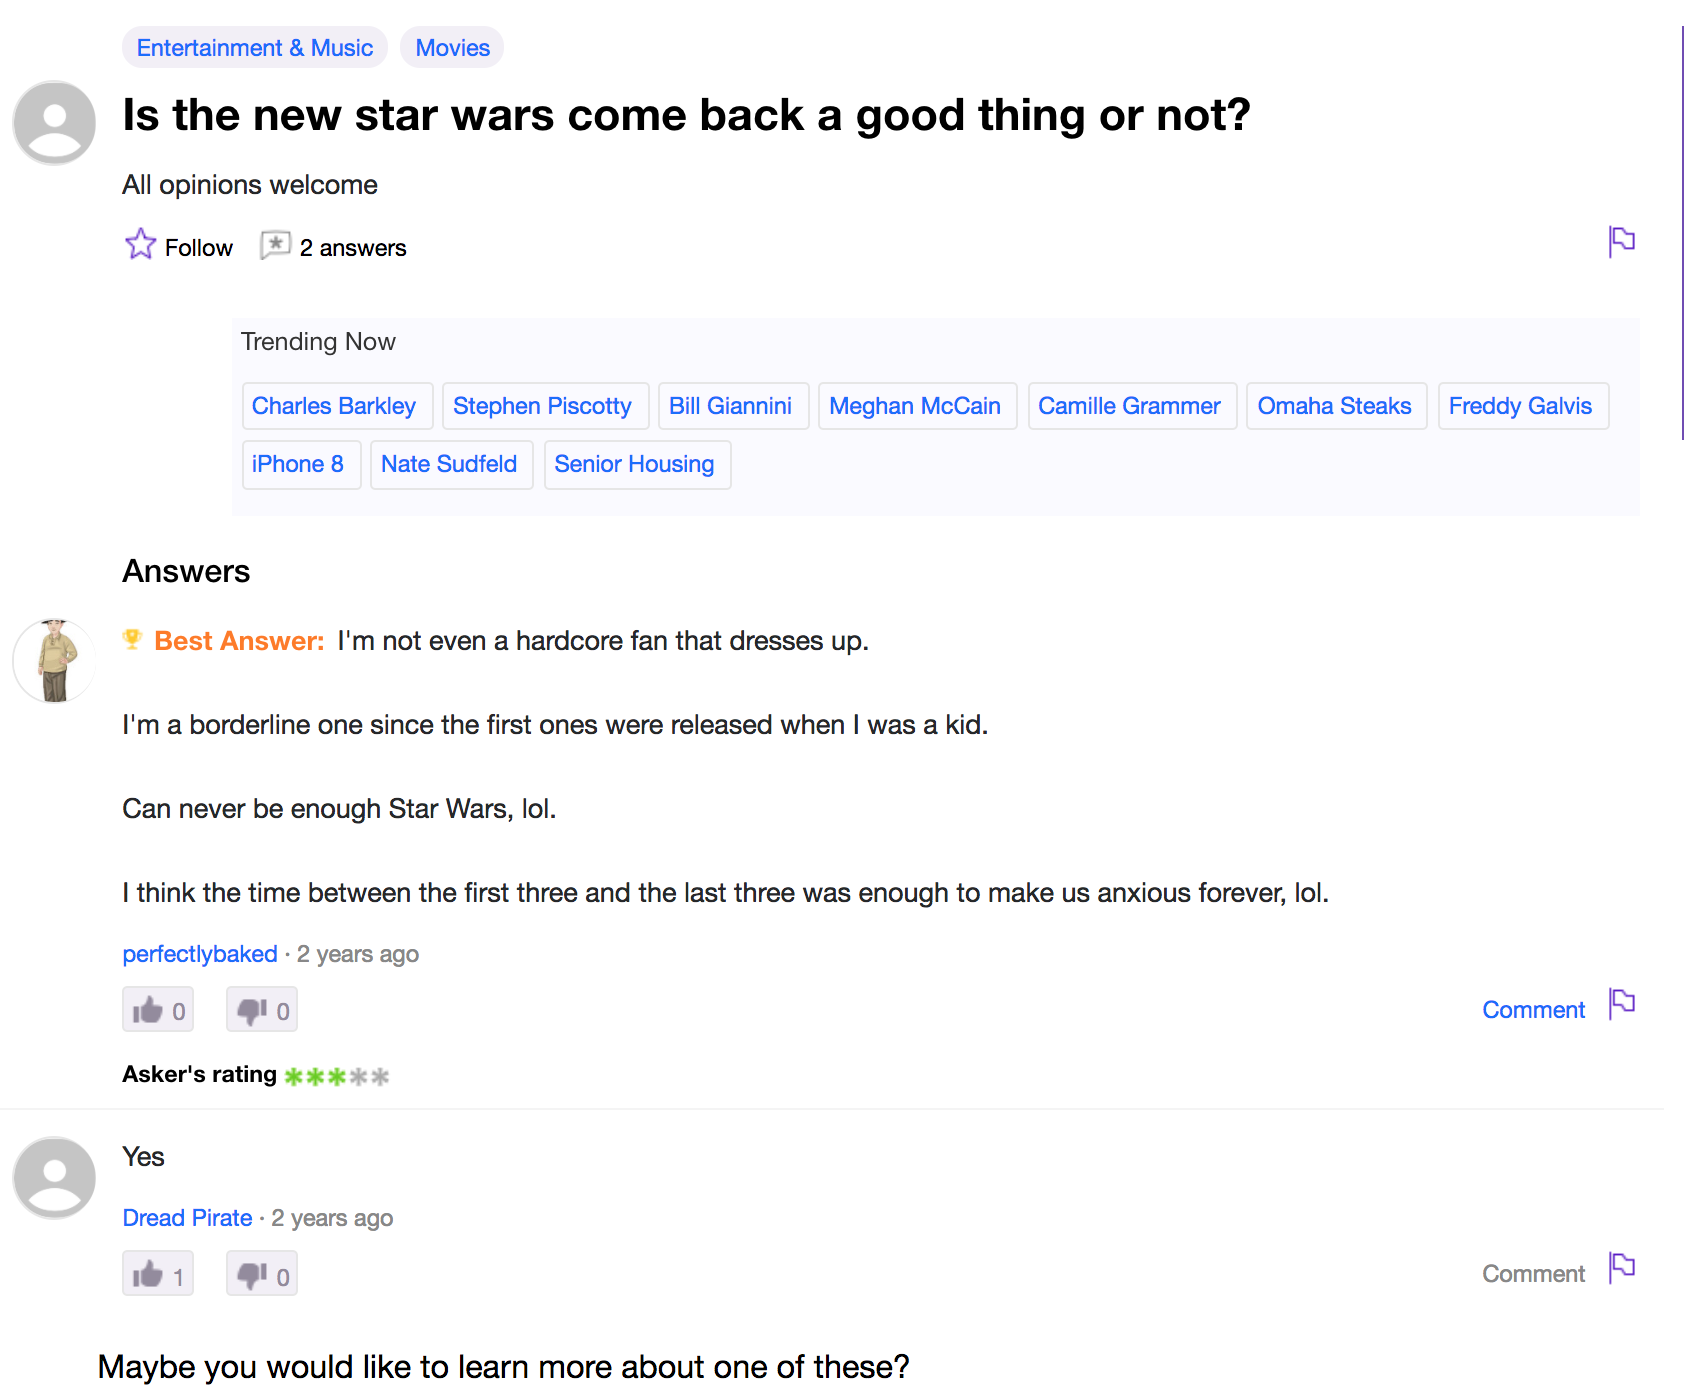 Entertainment & Music Movies
Is the new star wars come back a good thing or not?
All opinions welcome
Follow 2 answers
Trending Now
Charles Barkley Stephen Piscotty Bill Giannini Meghan McCain Camille Grammer Omaha Steaks Freddy Galvis
iPhone 8 Nate Sudfeld Senior Housing
Answers
Best Answer: I'm not even a hardcore fan that dresses up.
I'm a borderline one since the first ones were released when I was a kid.
Can never be enough Star Wars, lol.
I think the time between the first three and the last three was enough to make us anxious forever, lol.
perfectlybaked · 2 years ago
0 0 Comment
Asker's rating
Yes
Dread Pirate · 2 years ago
1 0 Comment
Maybe you would like to learn more about one of these?